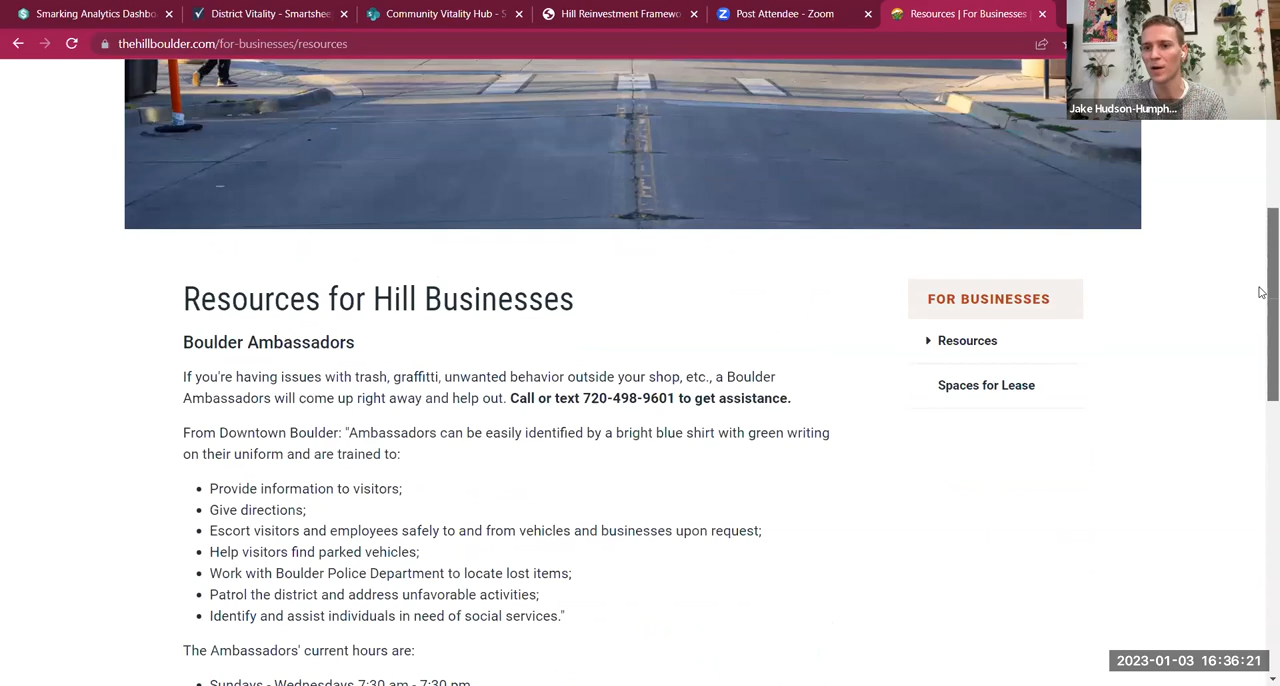 Smarking Analytics Dashbo
District Vitality - Smartshee
Community Vitality Hub - S
Hill Reinvestment Framewo
Post Attendee - Zoom
Resources | For Businesses
thehillboulder.com/for-businesses/resources
Jake Hudson-Humph...
Resources for Hill Businesses
FOR BUSINESSES
Resources
Spaces for Lease
Boulder Ambassadors
If you're having issues with trash, graffitti, unwanted behavior outside your shop, etc., a Boulder
Ambassadors will come up right away and help out. Call or text 720-498-9601 to get assistance.
From Downtown Boulder: "Ambassadors can be easily identified by a bright blue shirt with green writing
on their uniform and are trained to:
Provide information to visitors;
Give directions;
Escort visitors and employees safely to and from vehicles and businesses upon request;
Help visitors find parked vehicles;
Work with Boulder Police Department to locate lost items;
Patrol the district and address unfavorable activities;
Identify and assist individuals in need of social services."
The Ambassadors' current hours are:
Sundays - Wednesdays 7:30 am - 7:30 pm
2023-01-03 16:36:21